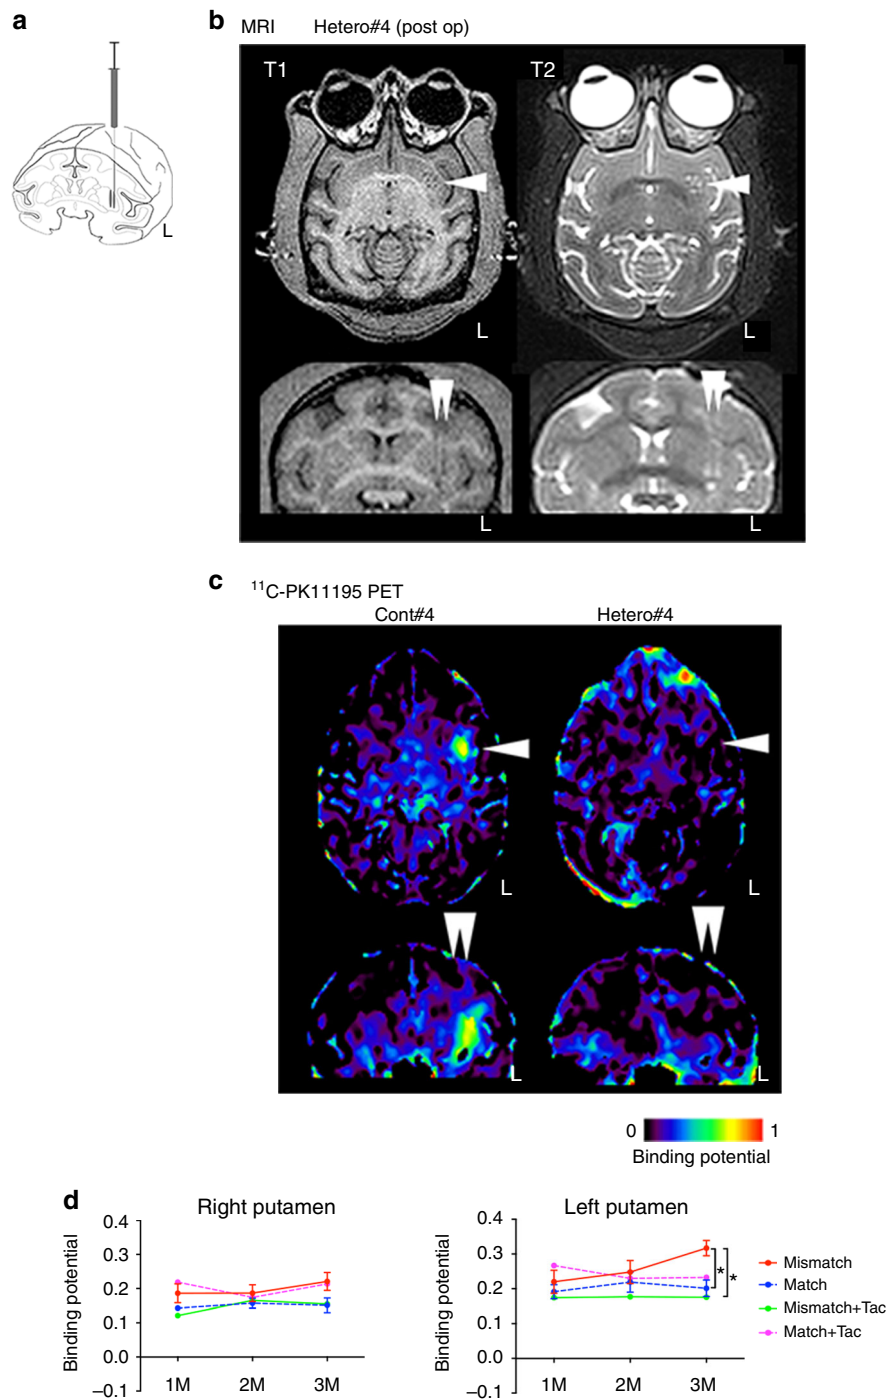 a
L
b MRI Hetero#4 (post op)
T1 T2
L L
L L
c ¹¹C-PK11195 PET
Cont#4 Hetero#4
L L
L L
0 1
Binding potential
d
Right putamen
Binding potential
0.4
0.3
0.2
0.1
0.0
–0.1
1M 2M 3M
Left putamen
Binding potential
0.4
0.3
0.2
0.1
0.0
–0.1
1M 2M 3M
*
*
Mismatch
Match
Mismatch+Tac
Match+Tac